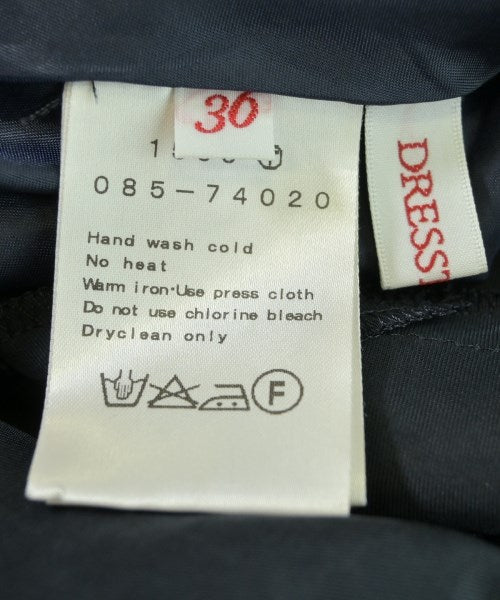 36
085-74020
Hand wash cold
No heat
Warm iron·Use press cloth
Do not use chlorine bleach
Dryclean only
F